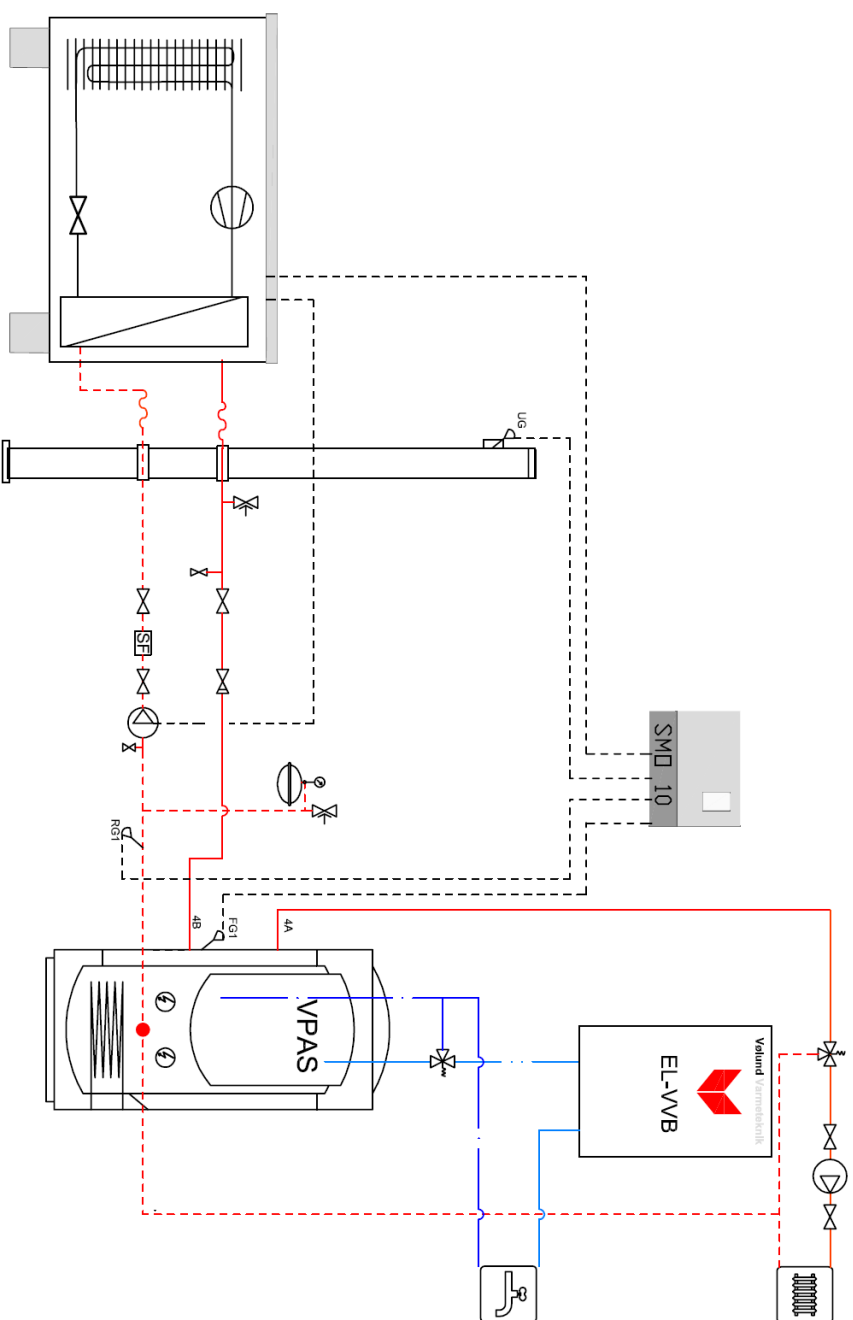 UG
SF
SMO 10
RG1
4B
FG1
4A
VPAS
EL-VVB
Vølund Varmeteknik